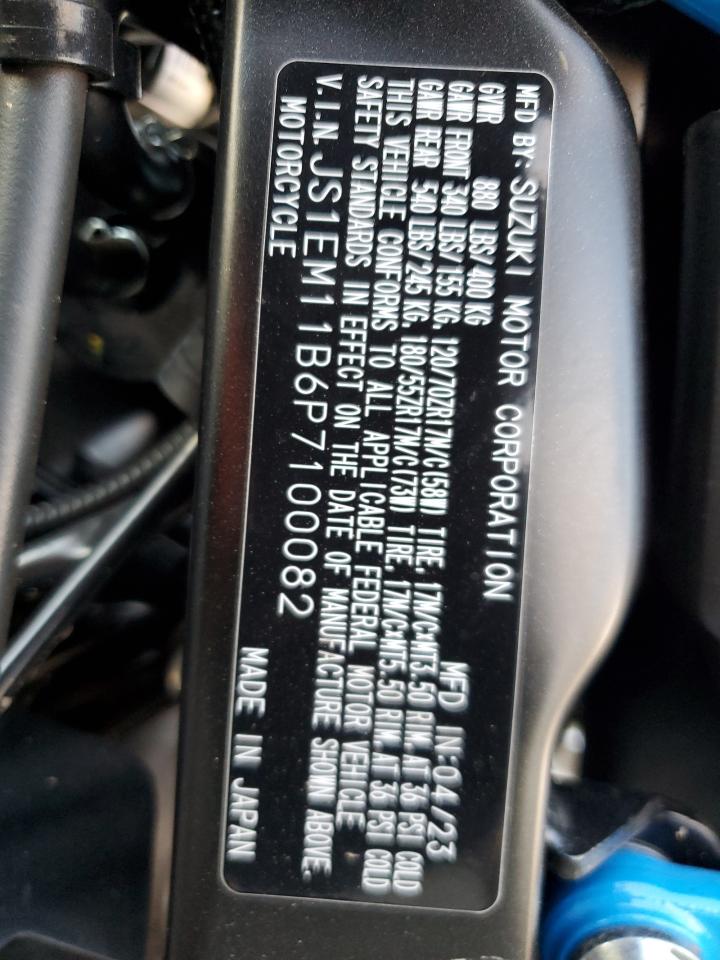 MFD BY: SUZUKI MOTOR CORPORATION
MFD IN: 04/23
GVWR 880 LBS/400 KG
GAWR FRONT 340 LBS/155 KG, 120/70ZR17M/C(58W) TIRE, 17M/C×MT3.50 RIM, AT 36 PSI COLD
GAWR REAR 540 LBS/245 KG, 180/55ZR17M/C(73W) TIRE, 17M/C×MT5.50 RIM, AT 36 PSI COLD
THIS VEHICLE CONFORMS TO ALL APPLICABLE FEDERAL MOTOR VEHICLE
SAFETY STANDARDS IN EFFECT ON THE DATE OF MANUFACTURE SHOWN ABOVE.
V.I.N. JS1EM11B6P7100082
MOTORCYCLE MADE IN JAPAN